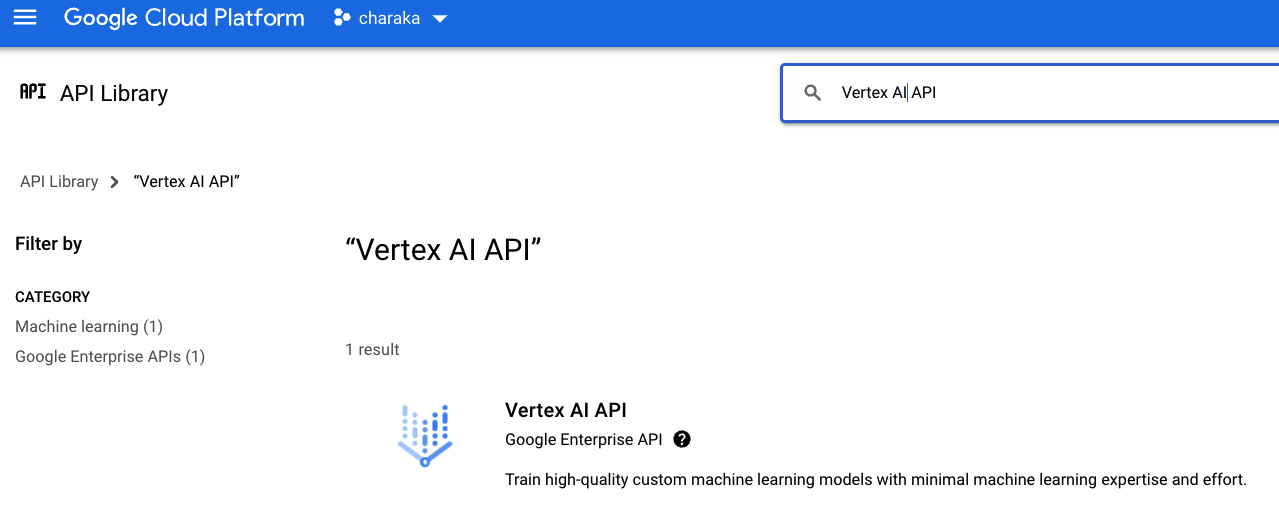 Google Cloud Platform
charaka
API API Library
Vertex AI API
API Library
“Vertex AI API”
Filter by
“Vertex AI API”
CATEGORY
Machine learning (1)
Google Enterprise APIs (1)
1 result
Vertex AI API
Google Enterprise API ?
Train high-quality custom machine learning models with minimal machine learning expertise and effort.